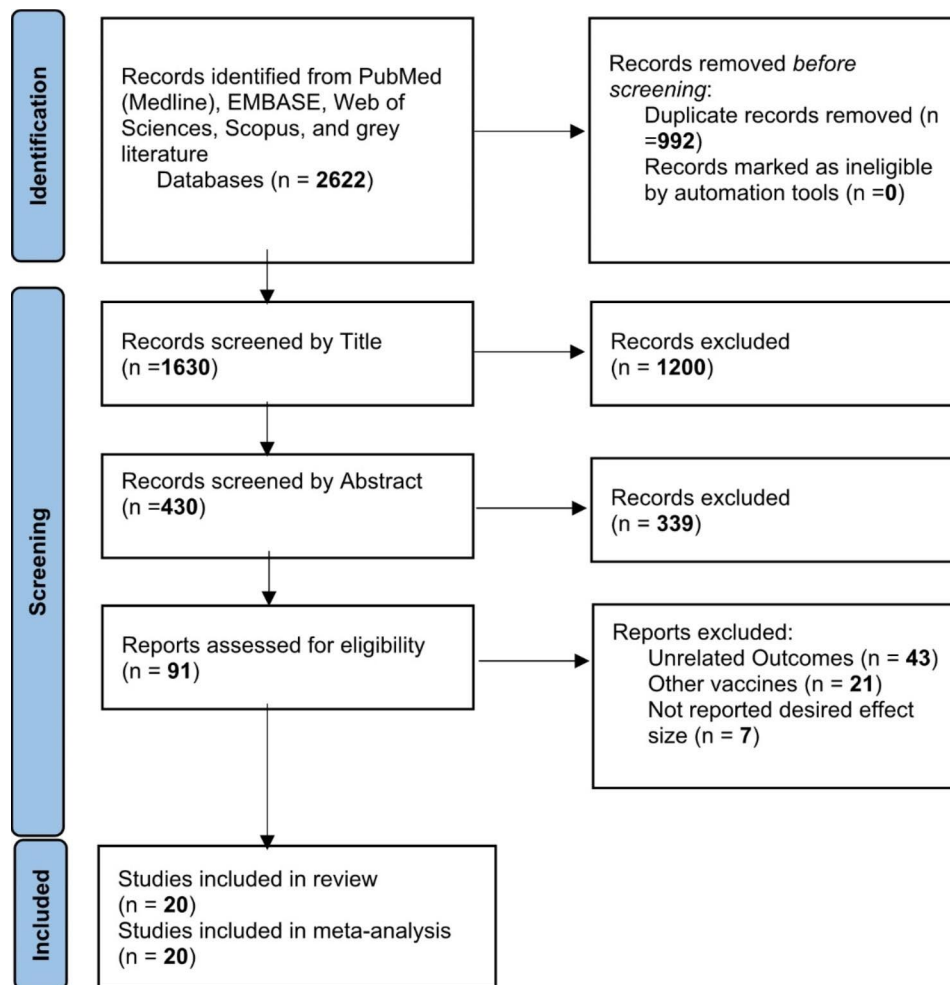 Identification
Records identified from PubMed
(Medline), EMBASE, Web of
Sciences, Scopus, and grey
literature
Databases (n = 2622)
Records removed before
screening:
Duplicate records removed (n
=992)
Records marked as ineligible
by automation tools (n =0)
Screening
Records screened by Title
(n =1630)
Records excluded
(n = 1200)
Records screened by Abstract
(n =430)
Records excluded
(n = 339)
Reports assessed for eligibility
(n = 91)
Reports excluded:
Unrelated Outcomes (n = 43)
Other vaccines (n = 21)
Not reported desired effect
size (n = 7)
Included
Studies included in review
(n = 20)
Studies included in meta-analysis
(n = 20)